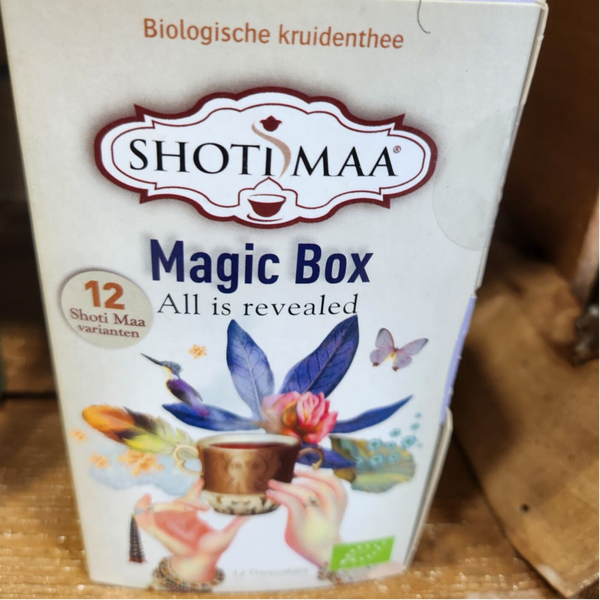 Biologische kruidenthee
SHOTI MAA®
Magic Box
All is revealed
12
Shoti Maa
varianten